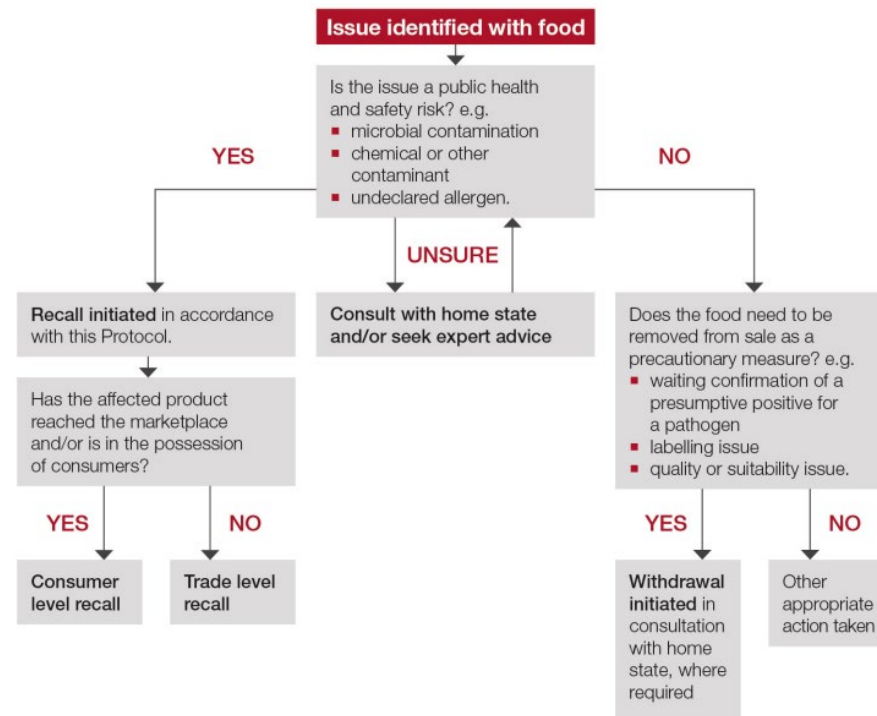 Issue identified with food
Is the issue a public health
and safety risk? e.g.
▪ microbial contamination
▪ chemical or other
contaminant
▪ undeclared allergen.
YES
NO
UNSURE
Recall initiated in accordance
with this Protocol.
Consult with home state
and/or seek expert advice
Does the food need to be
removed from sale as a
precautionary measure? e.g.
▪ waiting confirmation of a
presumptive positive for
a pathogen
▪ labelling issue
▪ quality or suitability issue.
Has the affected product
reached the marketplace
and/or is in the possession
of consumers?
YES
NO
YES
NO
Consumer
level recall
Trade level
recall
Withdrawal
initiated in
consultation
with home
state, where
required
Other
appropriate
action taken